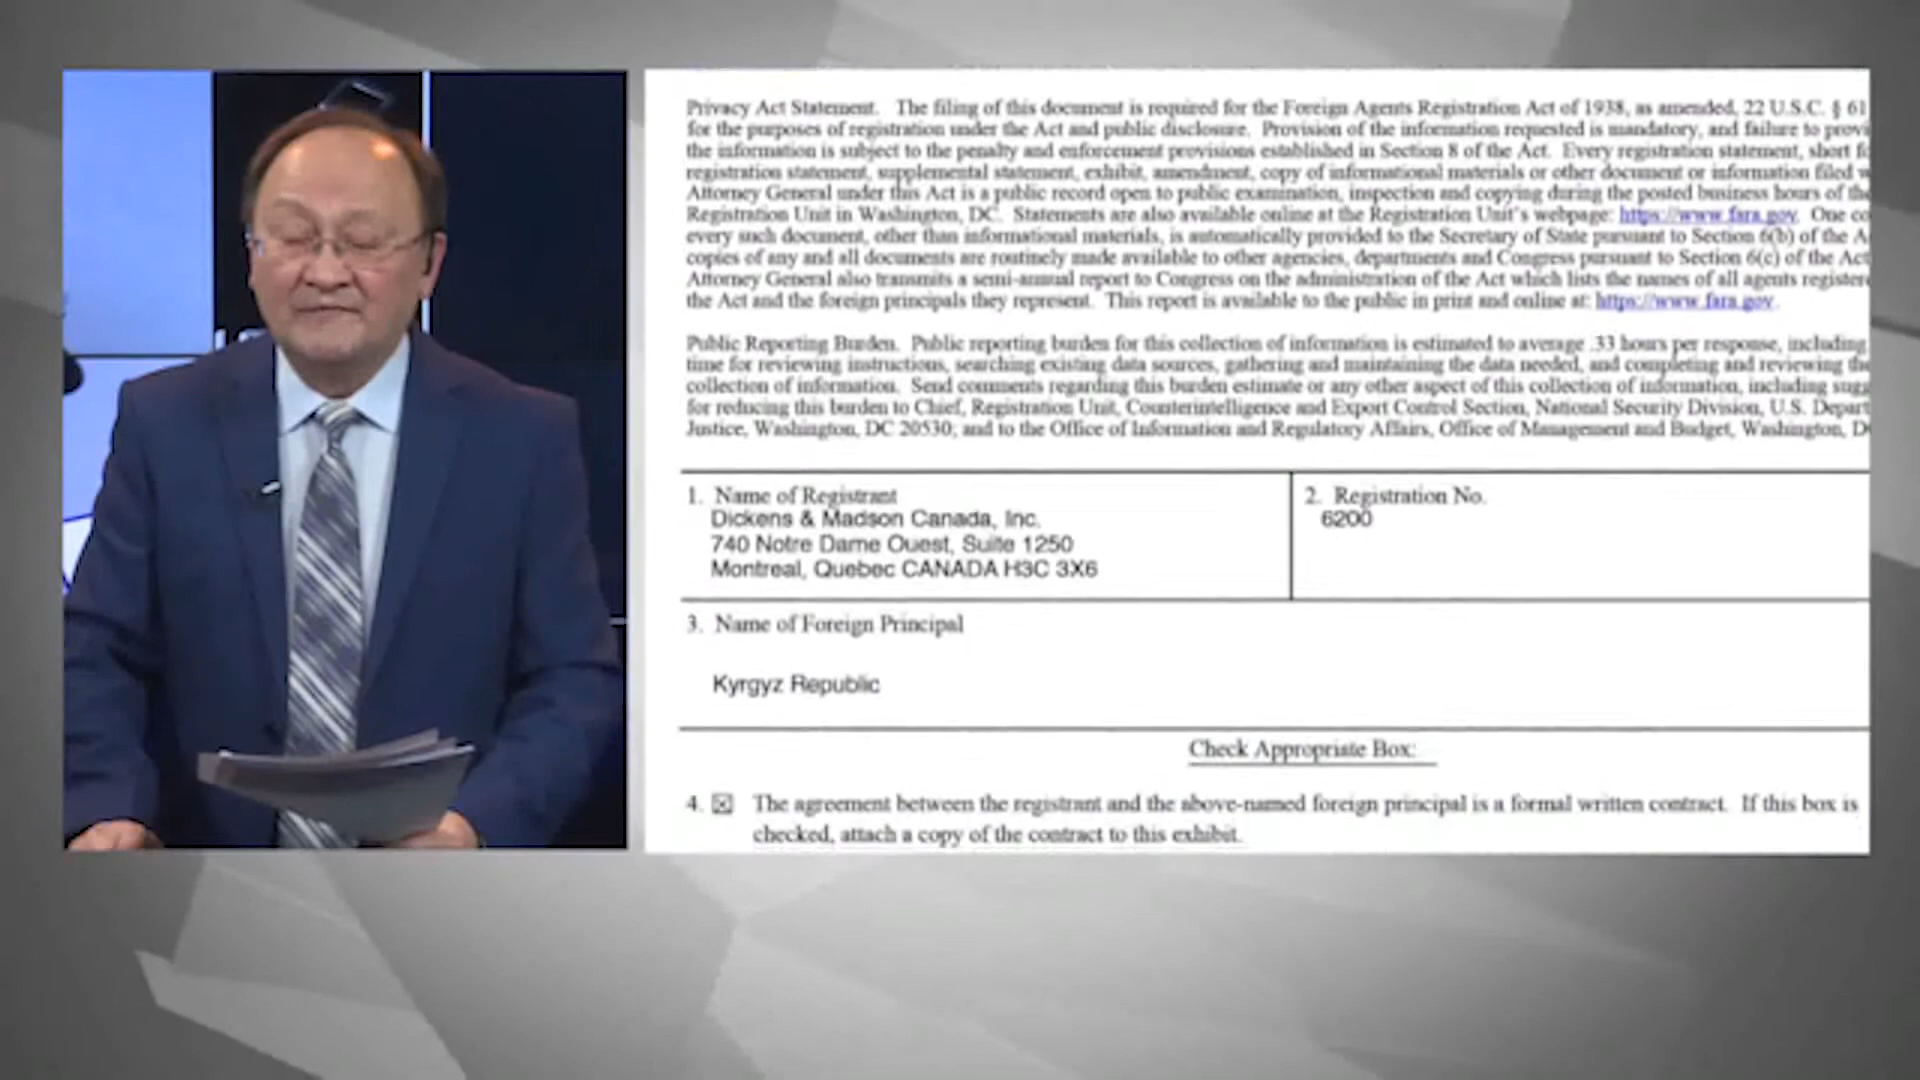 Privacy Act Statement. The filing of this document is required for the Foreign Agents Registration Act of 1938, as amended, 22 U.S.C. § 61
for the purposes of registration under the Act and public disclosure. Provision of the information requested is mandatory, and failure to provi
the information is subject to the penalty and enforcement provisions established in Section 8 of the Act. Every registration statement, short fo
registration statement, supplemental statement, exhibit, amendment, copy of informational materials or other document or information filed w
Attorney General under this Act is a public record open to public examination, inspection and copying during the posted business hours of the
Registration Unit in Washington, DC. Statements are also available online at the Registration Unit's webpage: https://www.fara.gov. One co
every such document, other than informational materials, is automatically provided to the Secretary of State pursuant to Section 6(b) of the A
copies of any and all documents are routinely made available to other agencies, departments and Congress pursuant to Section 6(c) of the Act
Attorney General also transmits a semi-annual report to Congress on the administration of the Act which lists the names of all agents registere
the Act and the foreign principals they represent. This report is available to the public in print and online at: https://www.fara.gov.
Public Reporting Burden. Public reporting burden for this collection of information is estimated to average .33 hours per response, including
time for reviewing instructions, searching existing data sources, gathering and maintaining the data needed, and completing and reviewing the
collection of information. Send comments regarding this burden estimate or any other aspect of this collection of information, including sugg
for reducing this burden to Chief, Registration Unit, Counterintelligence and Export Control Section, National Security Division, U.S. Depart
Justice, Washington, DC 20530; and to the Office of Information and Regulatory Affairs, Office of Management and Budget, Washington, D
1. Name of Registrant
Dickens & Madson Canada, Inc.
740 Notre Dame Ouest, Suite 1250
Montreal, Quebec CANADA H3C 3X6
2. Registration No.
6200
3. Name of Foreign Principal
Kyrgyz Republic
Check Appropriate Box:
4. ☒ The agreement between the registrant and the above-named foreign principal is a formal written contract. If this box is
checked, attach a copy of the contract to this exhibit.